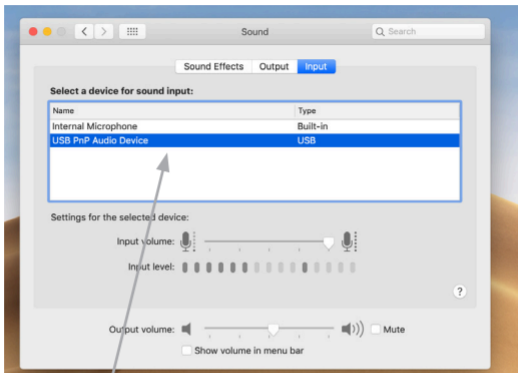 Sound
Search
Sound Effects Output Input
Select a device for sound input:
Name Type
Internal Microphone Built-in
USB PnP Audio Device USB
Settings for the selected device:
Input volume:
Input level:
?
Output volume: Mute
Show volume in menu bar